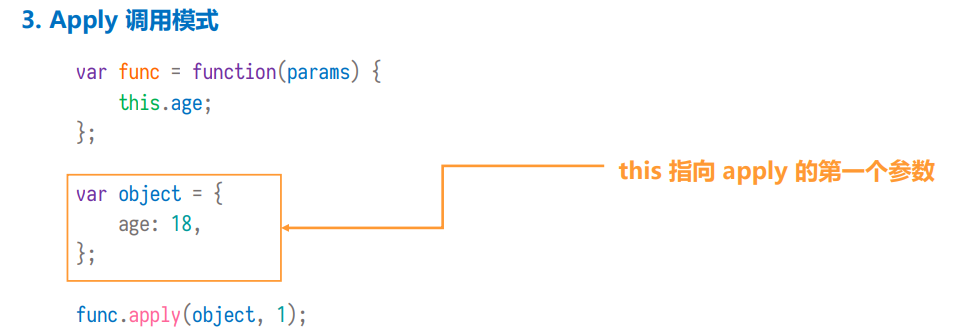 3. Apply 调用模式
var func = function(params) {
    this.age;
};
this 指向 apply 的第一个参数
var object = {
    age: 18,
};
func.apply(object, 1);